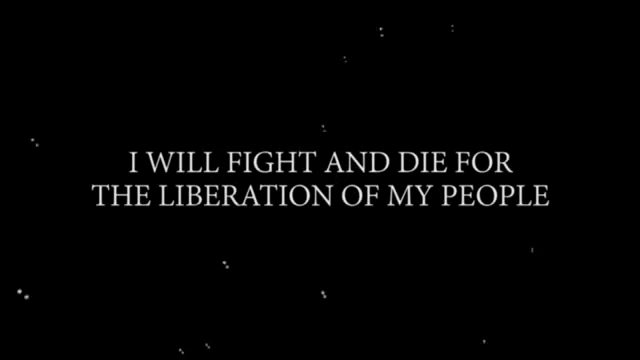 I WILL FIGHT AND DIE FOR
THE LIBERATION OF MY PEOPLE